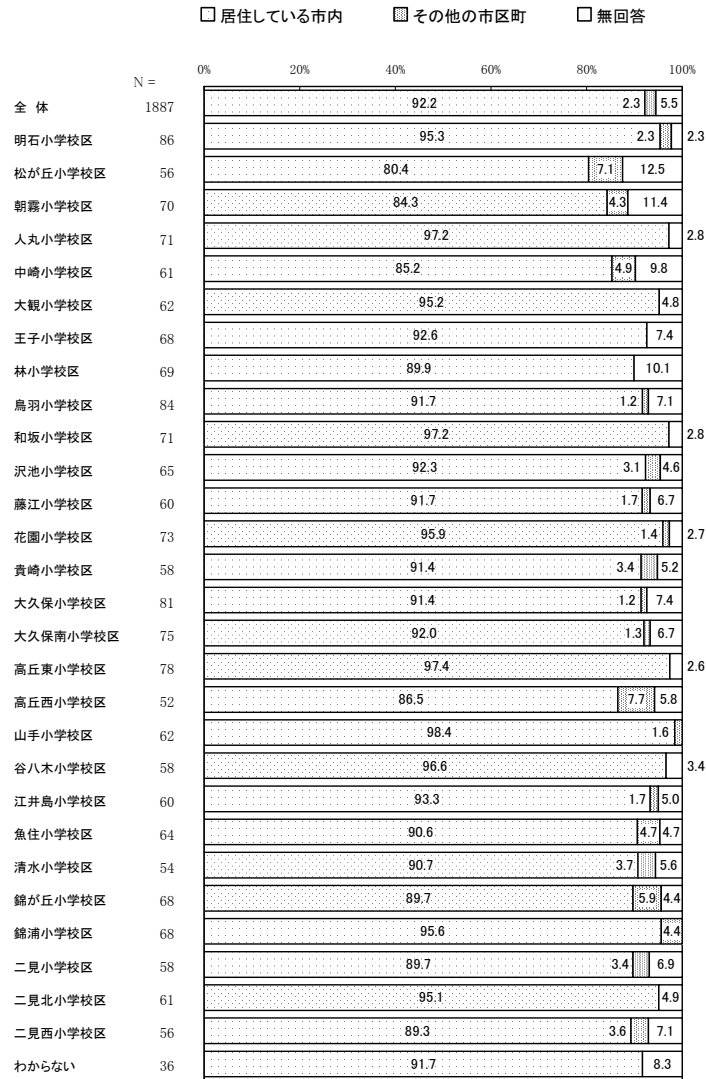 居住している市内 その他の市区町 無回答
N =
0% 20% 40% 60% 80% 100%
全 体 1887 92.2 2.3 5.5
明石小学校区 86 95.3 2.3 2.3
松が丘小学校区 56 80.4 7.1 12.5
朝霧小学校区 70 84.3 4.3 11.4
人丸小学校区 71 97.2 2.8
中崎小学校区 61 85.2 4.9 9.8
大観小学校区 62 95.2 4.8
王子小学校区 68 92.6 7.4
林小学校区 69 89.9 10.1
鳥羽小学校区 84 91.7 1.2 7.1
和坂小学校区 71 97.2 2.8
沢池小学校区 65 92.3 3.1 4.6
藤江小学校区 60 91.7 1.7 6.7
花園小学校区 73 95.9 1.4 2.7
貴崎小学校区 58 91.4 3.4 5.2
大久保小学校区 81 91.4 1.2 7.4
大久保南小学校区 75 92.0 1.3 6.7
高丘東小学校区 78 97.4 2.6
高丘西小学校区 52 86.5 7.7 5.8
山手小学校区 62 98.4 1.6
谷八木小学校区 58 96.6 3.4
江井島小学校区 60 93.3 1.7 5.0
魚住小学校区 64 90.6 4.7 4.7
清水小学校区 54 90.7 3.7 5.6
錦が丘小学校区 68 89.7 5.9 4.4
錦浦小学校区 68 95.6 4.4
二見小学校区 58 89.7 3.4 6.9
二見北小学校区 61 95.1 4.9
二見西小学校区 56 89.3 3.6 7.1
わからない 36 91.7 8.3